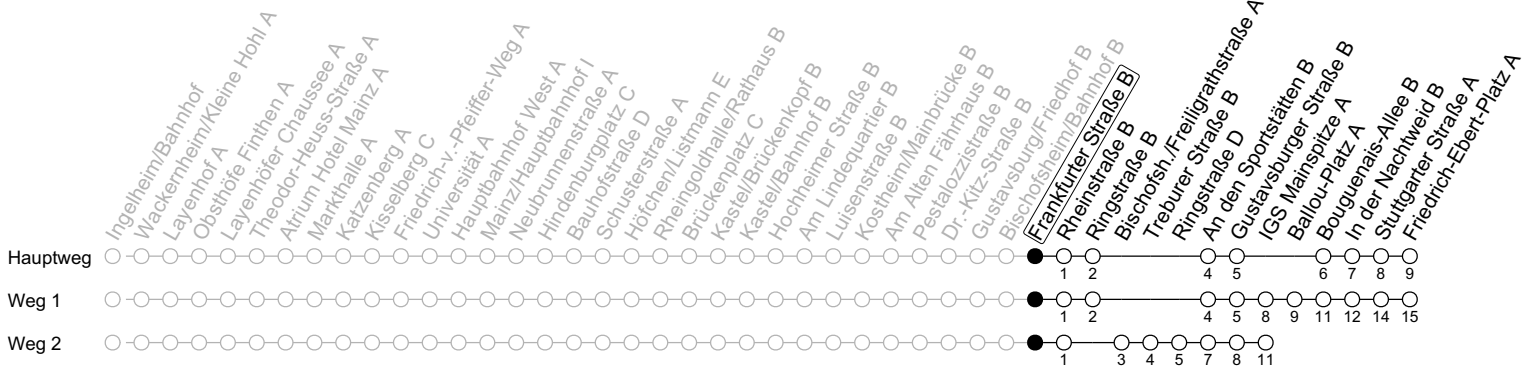 Ingelheim/Bahnhof
Wackernheim/Kleine Hohl A
Layenhof A
Obsthöfe Finthen A
Layenhöfer Chaussee A
Theodor-Heuss-Straße A
Atrium Hotel Mainz A
Markthalle A
Katzenberg A
Kisselberg C
Friedrich-v.-Pfeiffer-Weg A
Universität A
Hauptbahnhof West A
Mainz/Hauptbahnhof I
Neubrunnenstraße A
Hindenburgplatz C
Bauhofstraße D
Schusterstraße A
Höfchen/Listmann E
Rheingoldhalle/Rathaus B
Brückenplatz C
Kastel/Brückenkopf B
Kastel/Bahnhof B
Hochheimer Straße B
Am Lindequartier B
Luisenstraße B
Kostheim/Mainbrücke B
Am Alten Fährhaus B
Pestalozzistraße B
Dr.-Kitz-Straße B
Gustavsburg/Friedhof B
Bischofsheim/Bahnhof B
Frankfurter Straße B
Rheinstraße B
Ringstraße B
Bischofsh./Freiligrathstraße A
Treburer Straße B
Ringstraße D
An den Sportstätten B
Gustavsburger Straße B
IGS Mainspitze A
Ballou-Platz A
Bouguenais-Allee B
In der Nachtweid B
Stuttgarter Straße A
Friedrich-Ebert-Platz A
Hauptweg
1 2 4 5 6 7 8 9
Weg 1
1 2 4 5 8 9 11 12 14 15
Weg 2
1 3 4 5 7 8 11